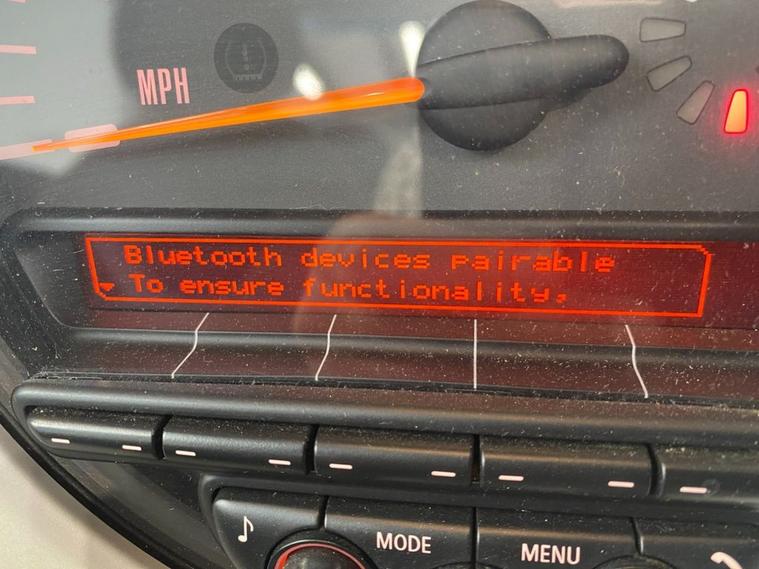 MPH
Bluetooth devices pairable
To ensure functionality,
MODE
MENU